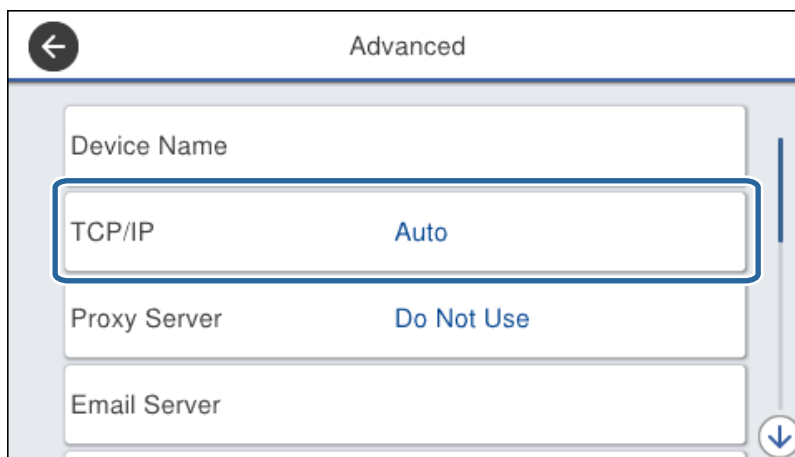 Advanced
Device Name
TCP/IP Auto
Proxy Server Do Not Use
Email Server